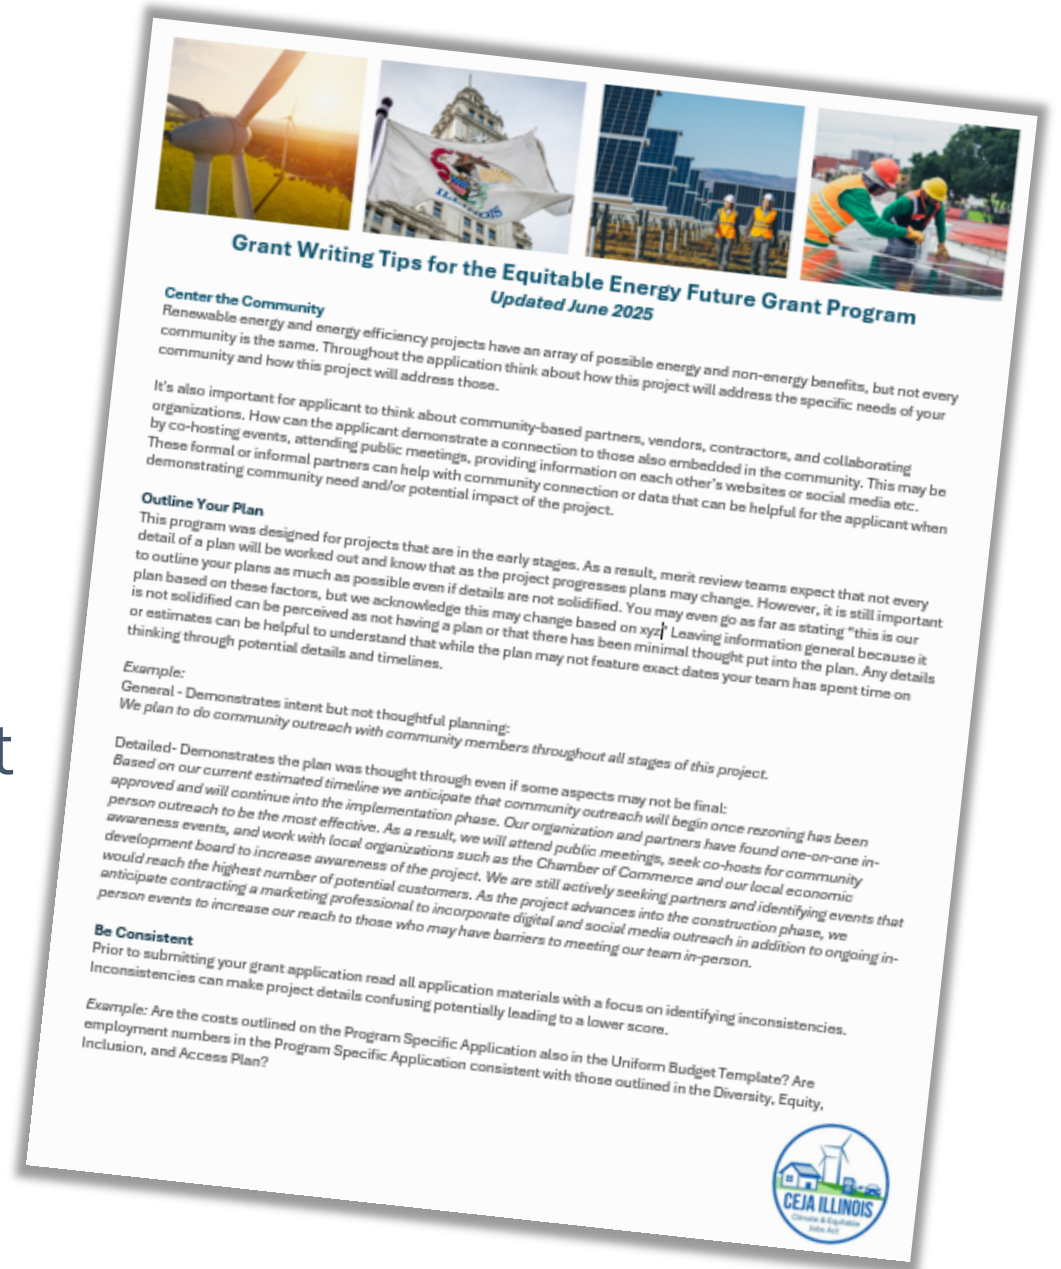 ILLINOIS
Grant Writing Tips for the Equitable Energy Future Grant Program
Updated June 2025
Center the Community
Renewable energy and energy efficiency projects have an array of possible energy and non-energy benefits, but not every
community is the same. Throughout the application think about how this project will address the specific needs of your
community and how this project will address those.
It's also important for applicant to think about community-based partners, vendors, contractors, and collaborating
organizations. How can the applicant demonstrate a connection to those also embedded in the community. This may be
by co-hosting events, attending public meetings, providing information on each other's websites or social media etc.
These formal or informal partners can help with community connection or data that can be helpful for the applicant when
demonstrating community need and/or potential impact of the project.
Outline Your Plan
This program was designed for projects that are in the early stages. As a result, merit review teams expect that not every
detail of a plan will be worked out and know that as the project progresses plans may change. However, it is still important
to outline your plans as much as possible even if details are not solidified. You may even go as far as stating "this is our
plan based on these factors, but we acknowledge this may change based on xyz" Leaving information general because it
is not solidified can be perceived as not having a plan or that there has been minimal thought put into the plan. Any details
or estimates can be helpful to understand that while the plan may not feature exact dates your team has spent time on
thinking through potential details and timelines.
Example:
General - Demonstrates intent but not thoughtful planning:
We plan to do community outreach with community members throughout all stages of this project.
t
Detailed- Demonstrates the plan was thought through even if some aspects may not be final:
Based on our current estimated timeline we anticipate that community outreach will begin once rezoning has been
approved and will continue into the implementation phase. Our organization and partners have found one-on-one in-
person outreach to be the most effective. As a result, we will attend public meetings, seek co-hosts for community
awareness events, and work with local organizations such as the Chamber of Commerce and our local economic
development board to increase awareness of the project. We are still actively seeking partners and identifying events that
would reach the highest number of potential customers. As the project advances into the construction phase, we
anticipate contracting a marketing professional to incorporate digital and social media outreach in addition to ongoing in-
person events to increase our reach to those who may have barriers to meeting our team in-person.
Be Consistent
Prior to submitting your grant application read all application materials with a focus on identifying inconsistencies.
Inconsistencies can make project details confusing potentially leading to a lower score.
Example: Are the costs outlined on the Program Specific Application also in the Uniform Budget Template? Are
employment numbers in the Program Specific Application consistent with those outlined in the Diversity, Equity,
Inclusion, and Access Plan?
CEJA ILLINOIS
Climate & Equitable
Jobs Act